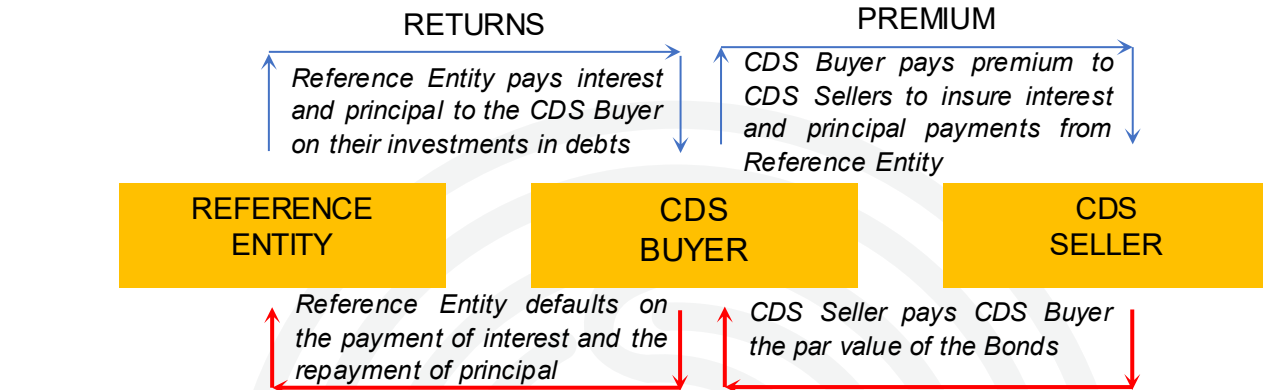 RETURNS
Reference Entity pays interest
and principal to the CDS Buyer
on their investments in debts
PREMIUM
CDS Buyer pays premium to
CDS Sellers to insure interest
and principal payments from
Reference Entity
REFERENCE
ENTITY
CDS
BUYER
CDS
SELLER
Reference Entity defaults on
the payment of interest and the
repayment of principal
CDS Seller pays CDS Buyer
the par value of the Bonds